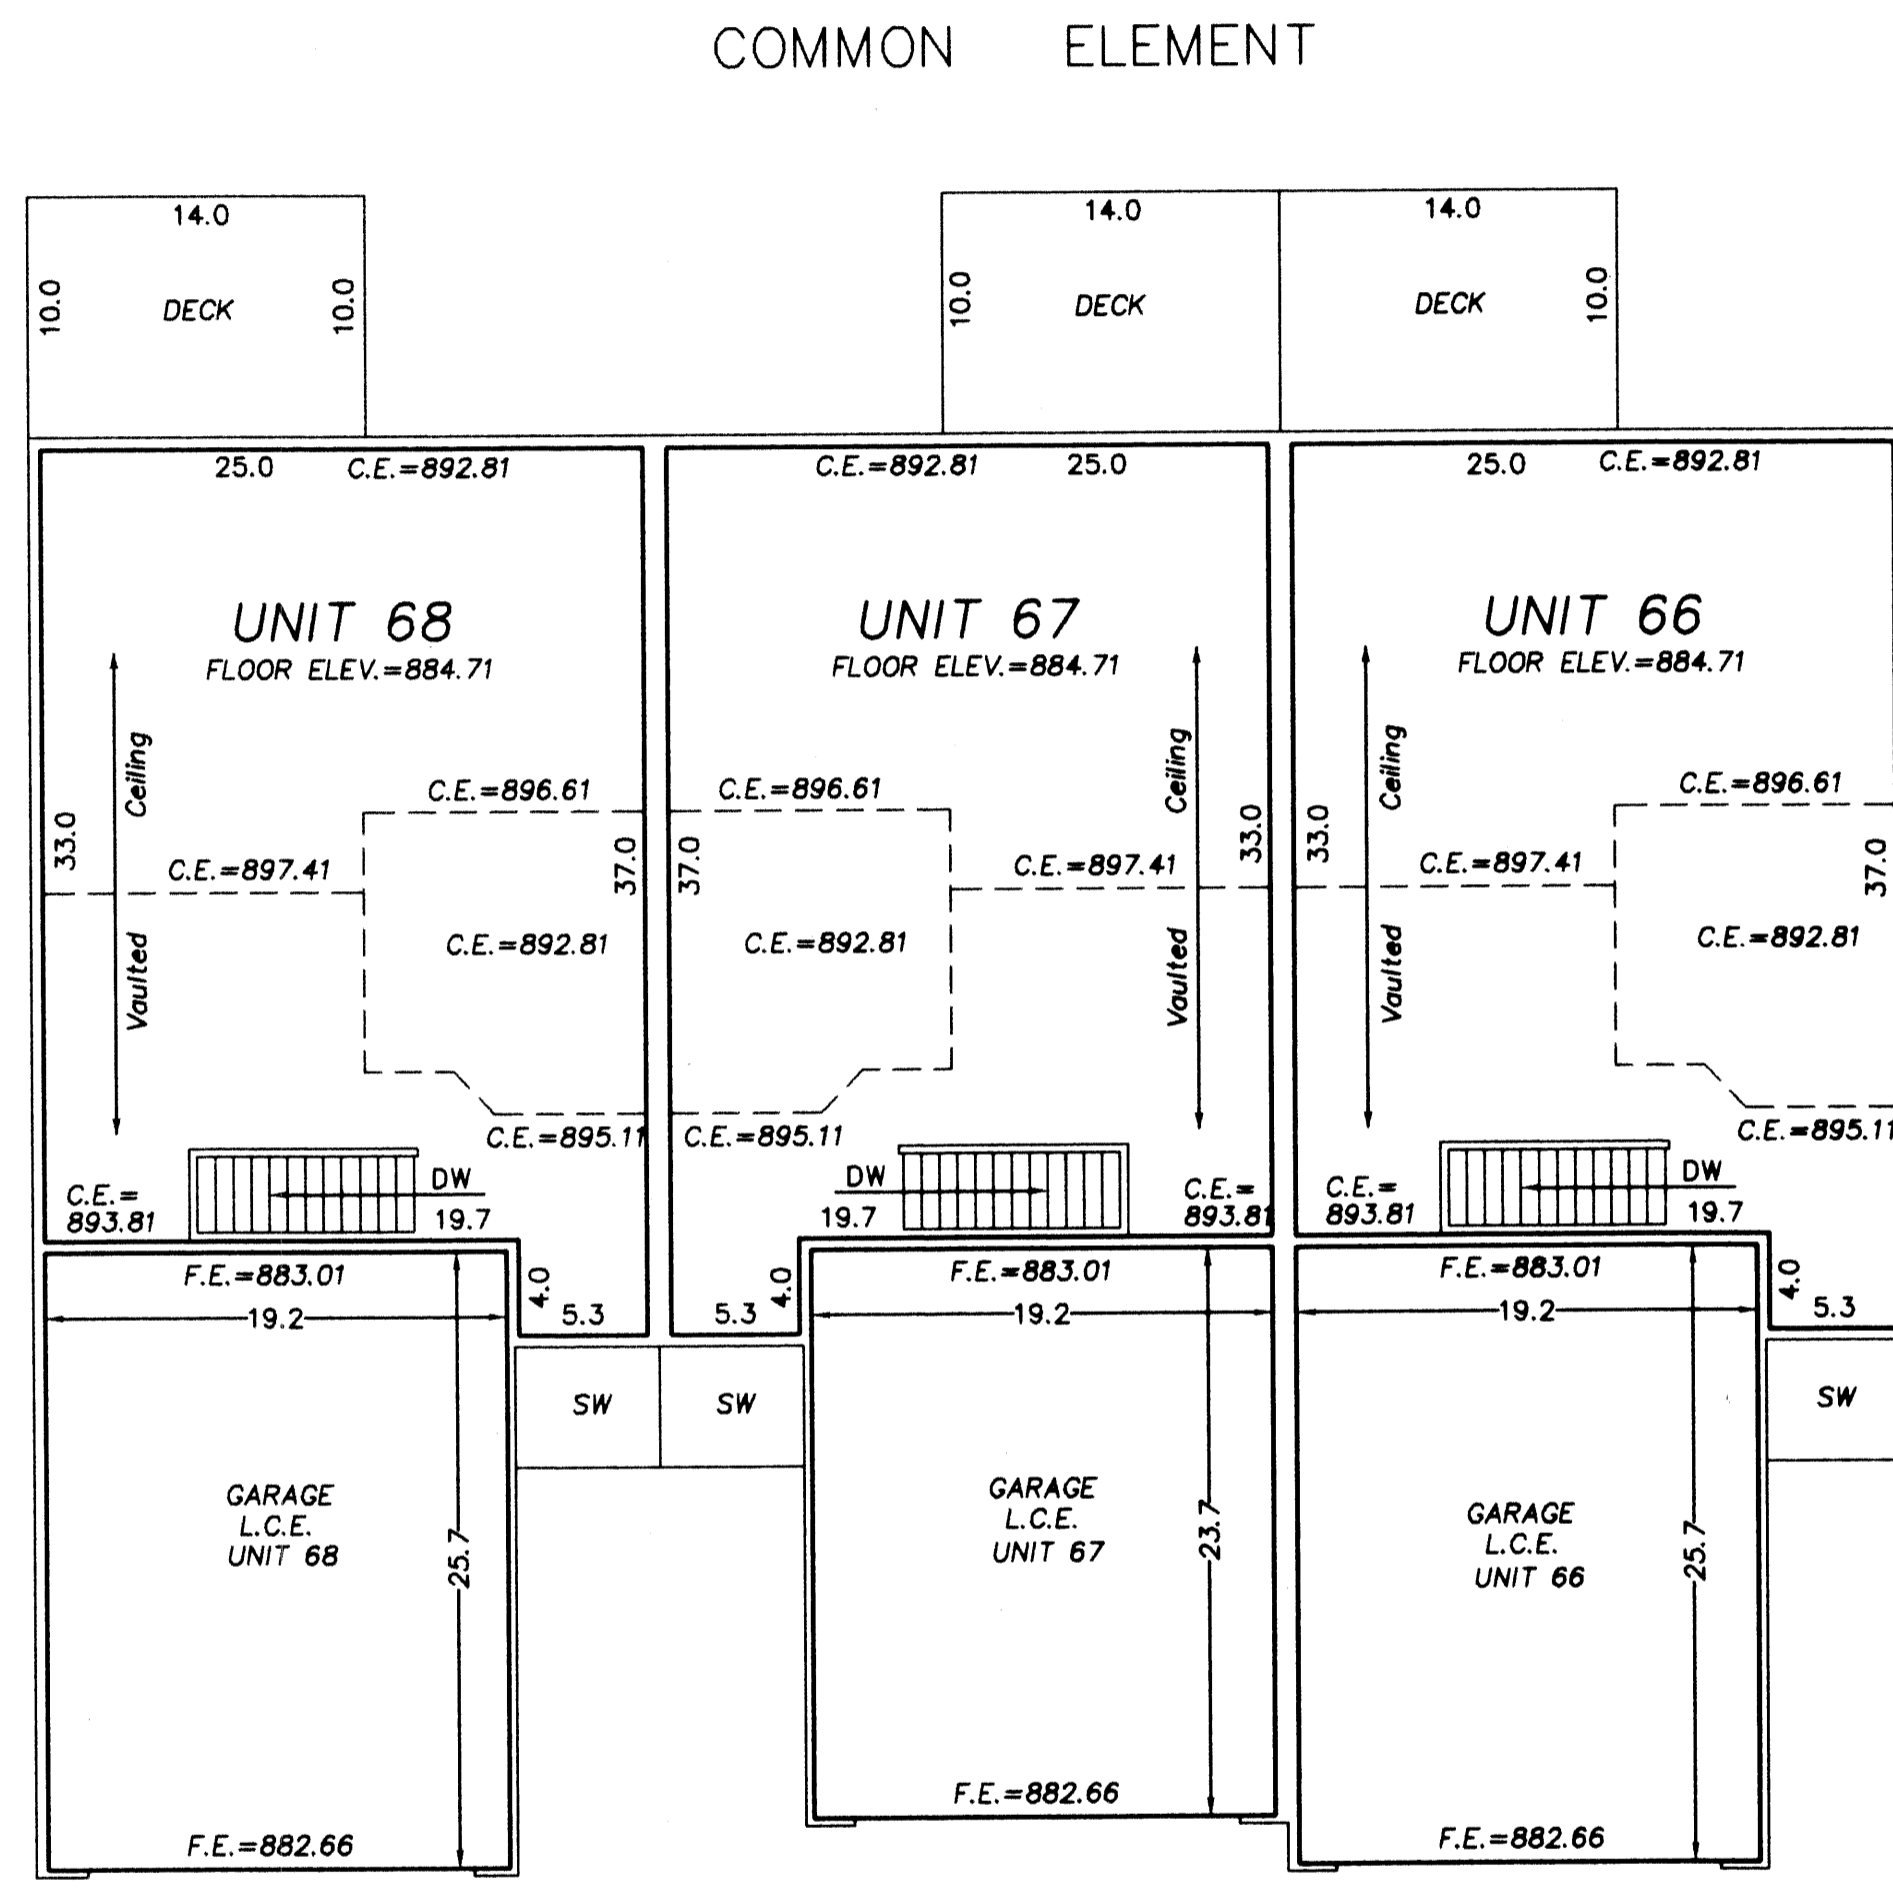 COMMON ELEMENT
14.0
14.0
14.0
10.0
DECK
10.0
10.0
DECK
DECK
10.0
25.0 C.E.=892.81
C.E.=892.81 25.0
25.0 C.E.=892.81
UNIT 68
FLOOR ELEV.=884.71
UNIT 67
FLOOR ELEV.=884.71
UNIT 66
FLOOR ELEV.=884.71
Vaulted Ceiling
Vaulted Ceiling
Vaulted Ceiling
C.E.=896.61
C.E.=896.61
C.E.=896.61
33.0
37.0
37.0
33.0
33.0
37.0
C.E.=897.41
C.E.=897.41
C.E.=897.41
C.E.=892.81
C.E.=892.81
C.E.=892.81
C.E.=895.11
C.E.=895.11
C.E.=895.11
DW
DW
DW
C.E.=
893.81
19.7
19.7
C.E.=
893.81
C.E.=
893.81
19.7
F.E.=883.01
F.E.=883.01
F.E.=883.01
4.0
4.0
4.0
19.2
5.3
5.3
19.2
19.2
5.3
SW
SW
SW
GARAGE
L.C.E.
UNIT 68
25.7
GARAGE
L.C.E.
UNIT 67
23.7
GARAGE
L.C.E.
UNIT 66
25.7
F.E.=882.66
F.E.=882.66
F.E.=882.66